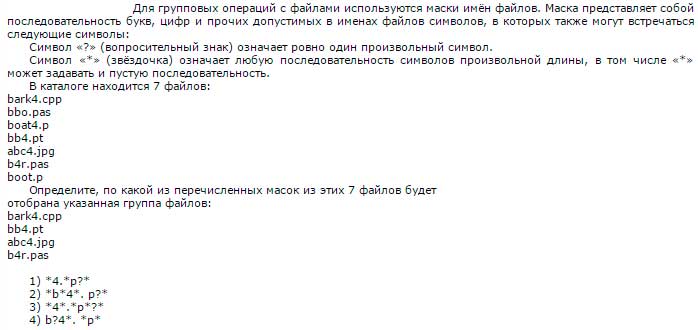 Для групповых операций с файлами используются маски имён файлов. Маска представляет собой
последовательность букв, цифр и прочих допустимых в именах файлов символов, в которых также могут встречаться
следующие символы:
Символ «?» (вопросительный знак) означает ровно один произвольный символ.
Символ «*» (звёздочка) означает любую последовательность символов произвольной длины, в том числе «*»
может задавать и пустую последовательность.
В каталоге находится 7 файлов:
bark4.cpp
bbo.pas
boat4.p
bb4.pt
abc4.jpg
b4r.pas
boot.p
Определите, по какой из перечисленных масок из этих 7 файлов будет
отобрана указанная группа файлов:
bark4.cpp
bb4.pt
abc4.jpg
b4r.pas
1) *4.*p?*
2) *b*4*. p?*
3) *4*.*p*?*
4) b?4*. *p*